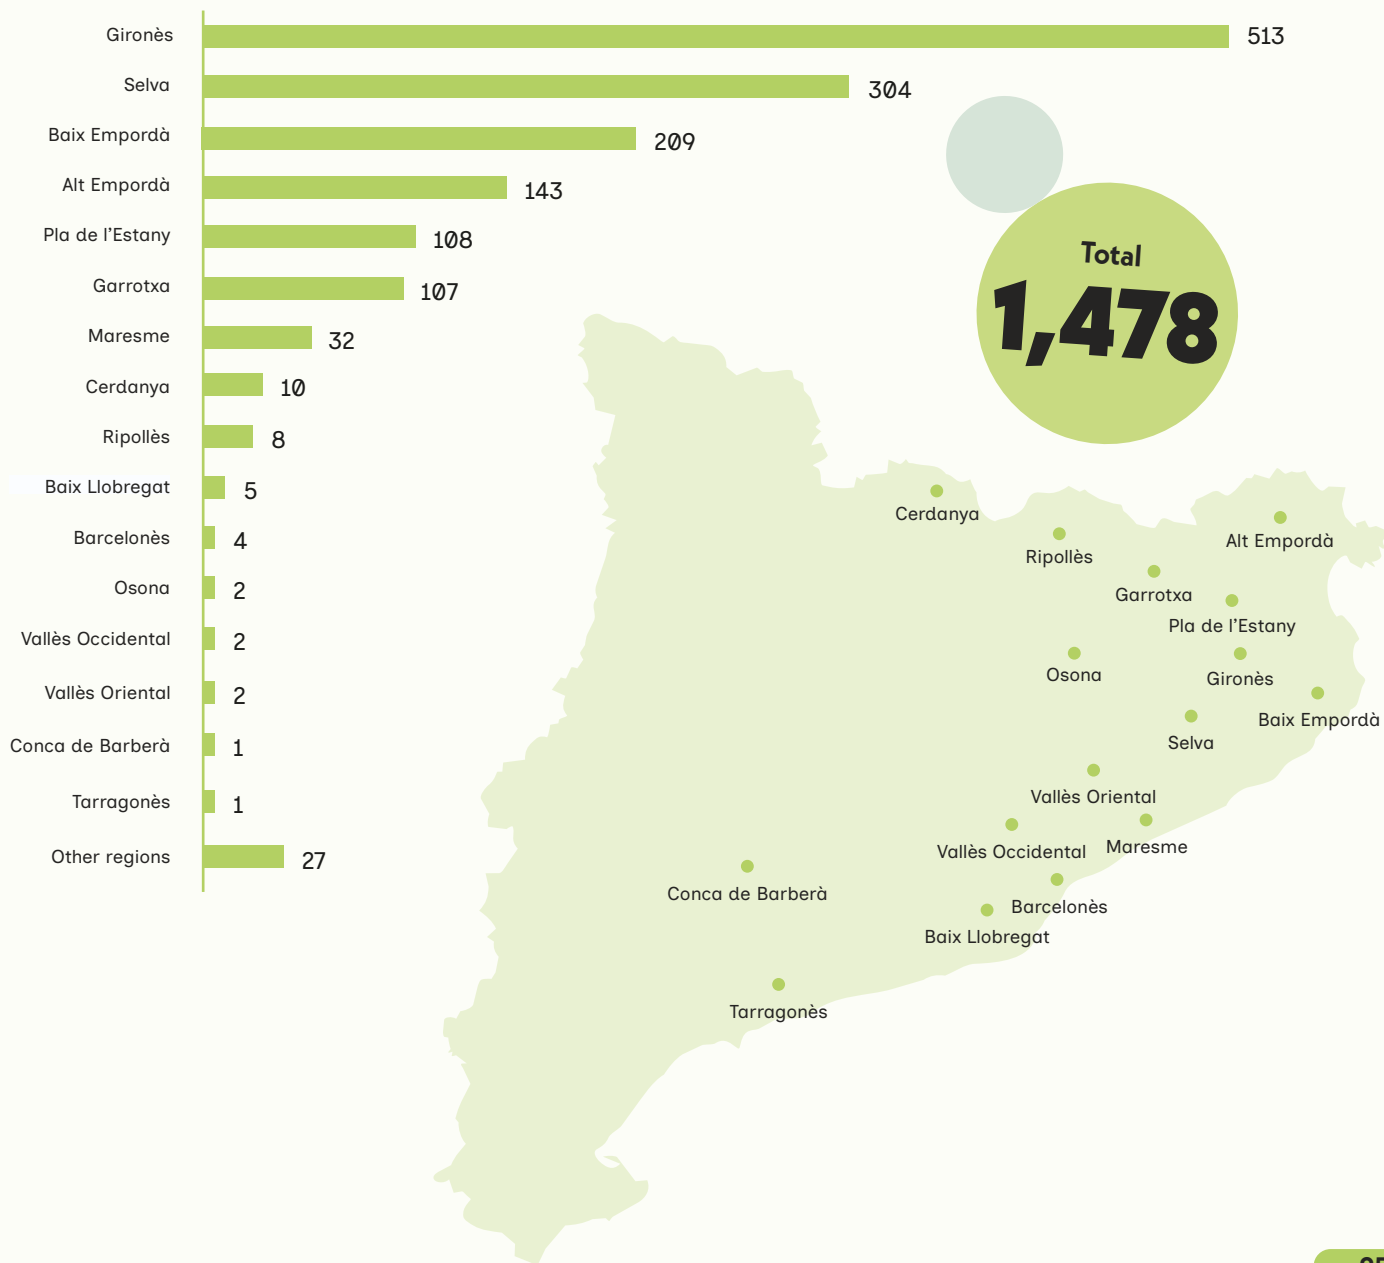 Gironès 513
Selva 304
Baix Empordà 209
Alt Empordà 143
Pla de l’Estany 108
Garrotxa 107
Maresme 32
Cerdanya 10
Ripollès 8
Baix Llobregat 5
Barcelonès 4
Osona 2
Vallès Occidental 2
Vallès Oriental 2
Conca de Barberà 1
Tarragonès 1
Other regions 27
Total
1,478
Cerdanya
Ripollès
Alt Empordà
Garrotxa
Pla de l’Estany
Osona
Gironès
Baix Empordà
Selva
Vallès Oriental
Maresme
Vallès Occidental
Conca de Barberà
Barcelonès
Baix Llobregat
Tarragonès